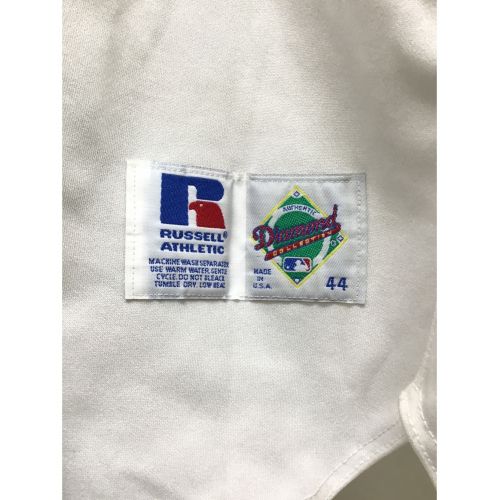 R
RUSSELL®
ATHLETIC
MACHINE WASH SEPARATE
USE WARM WATER, GENTLE
CYCLE. DO NOT BLEACH.
TUMBLE DRY, LOW HEAT
AUTHENTIC
Diamond
COLLECTION
MADE
IN
U.S.A.
44